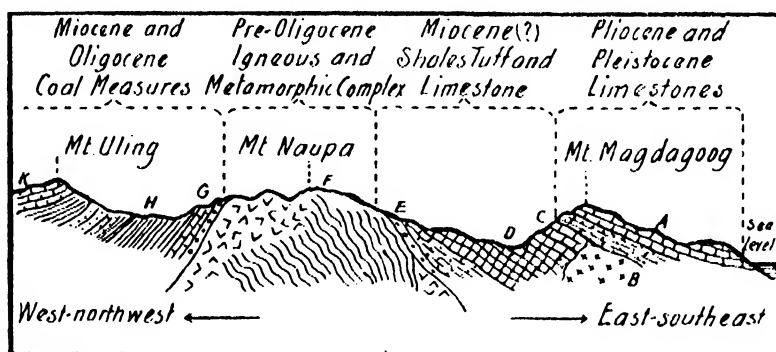 Miocene and
Oligocene
Coal Measures
Pre-Oligocene
Igneous and
Metamorphic Complex
Miocene (?)
Shales Tuff and
Limestone
Pliocene and
Pleistocene
Limestones
Mt. Uling
Mt Naupa
Mt. Magdagoog
K
H
G
F
E
D
C
A
B
Sea
level
West-northwest
East-southeast